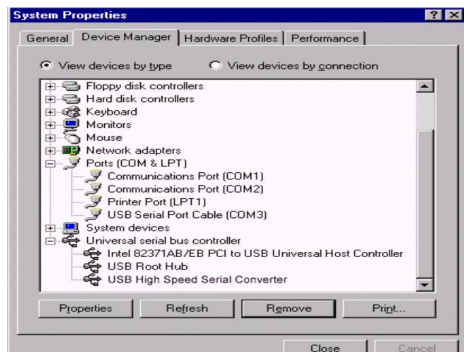 System Properties
General Device Manager Hardware Profiles Performance
View devices by type View devices by connection
Floppy disk controllers
Hard disk controllers
Keyboard
Monitors
Mouse
Network adapters
Ports (COM & LPT)
Communications Port (COM1)
Communications Port (COM2)
Printer Port (LPT1)
USB Serial Port Cable (COM3)
System devices
Universal serial bus controller
Intel 82371AB/EB PCI to USB Universal Host Controller
USB Root Hub
USB High Speed Serial Converter
Properties Refresh Remove Print...
Close Cancel